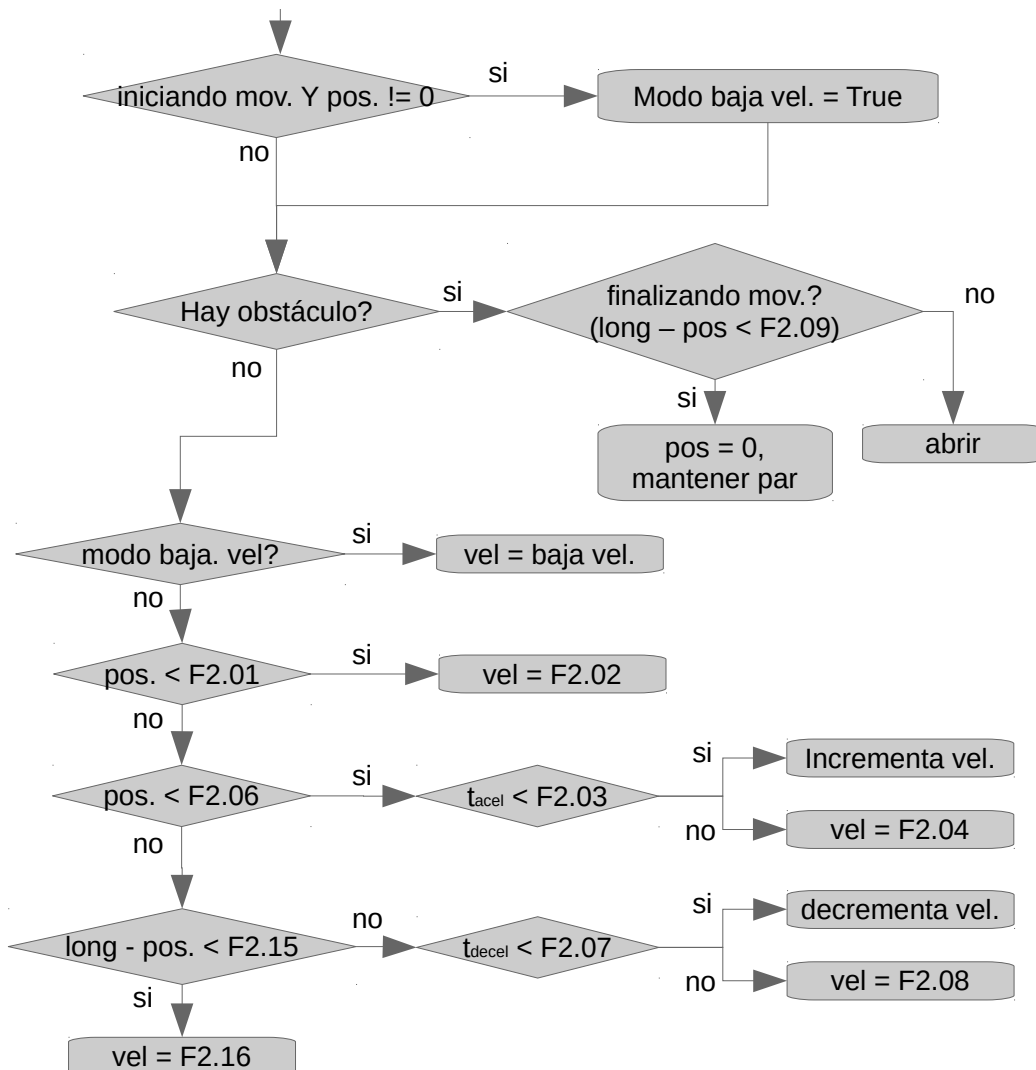 iniciando mov. Y pos. != 0
si
Modo baja vel. = True
no
Hay obstáculo?
si
finalizando mov.?
(long – pos < F2.09)
no
no
si
pos = 0,
mantener par
abrir
modo baja. vel?
si
vel = baja vel.
no
pos. < F2.01
si
vel = F2.02
no
pos. < F2.06
si
tacel < F2.03
si
Incrementa vel.
no
vel = F2.04
no
long - pos. < F2.15
no
tdecel < F2.07
si
decrementa vel.
no
vel = F2.08
si
vel = F2.16